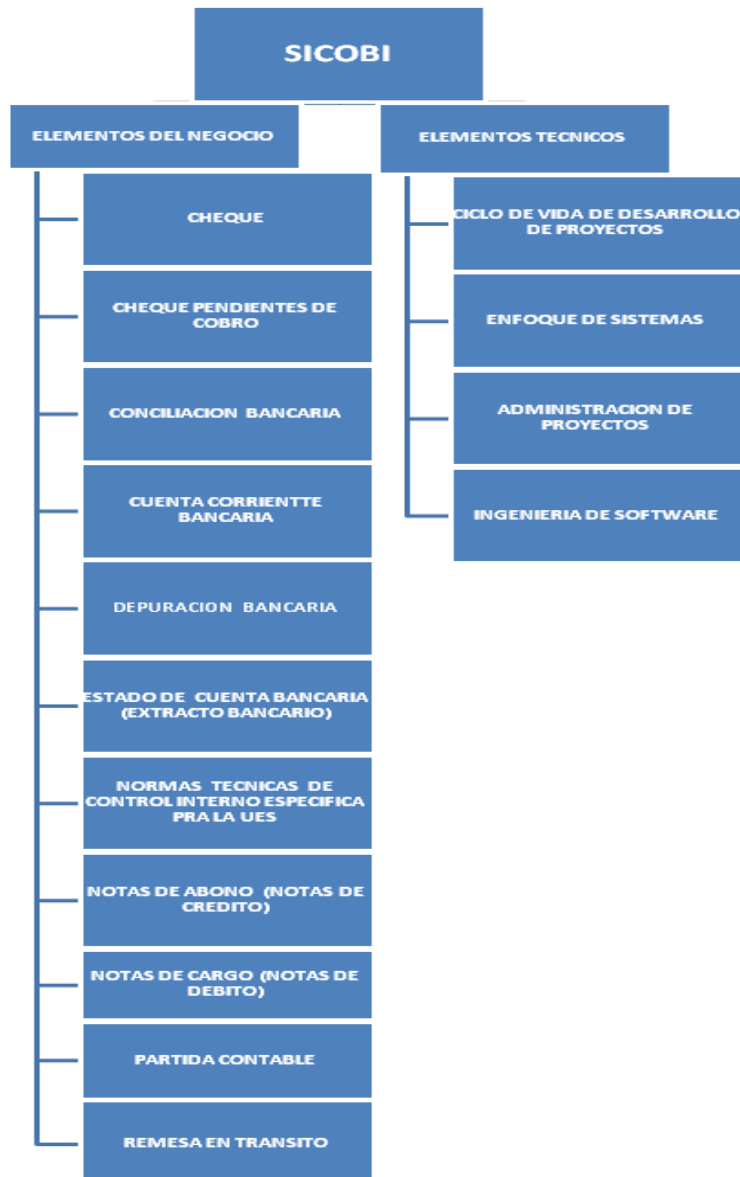 SICOBI
ELEMENTOS DEL NEGOCIO
CHEQUE
CHEQUE PENDIENTES DE
COBRO
CONCILIACION BANCARIA
CUENTA CORRIENTTE
BANCARIA
DEPURACION BANCARIA
ESTADO DE CUENTA BANCARIA
(EXTRACTO BANCARIO)
NORMAS TECNICAS DE
CONTROL INTERNO ESPECIFICA
PRA LA UES
NOTAS DE ABONO (NOTAS DE
CREDITO)
NOTAS DE CARGO (NOTAS DE
DEBITO)
PARTIDA CONTABLE
REMESA EN TRANSITO
ELEMENTOS TECNICOS
CICLO DE VIDA DE DESARROLLO
DE PROYECTOS
ENFOQUE DE SISTEMAS
ADMINISTRACION DE
PROYECTOS
INGENIERIA DE SOFTWARE